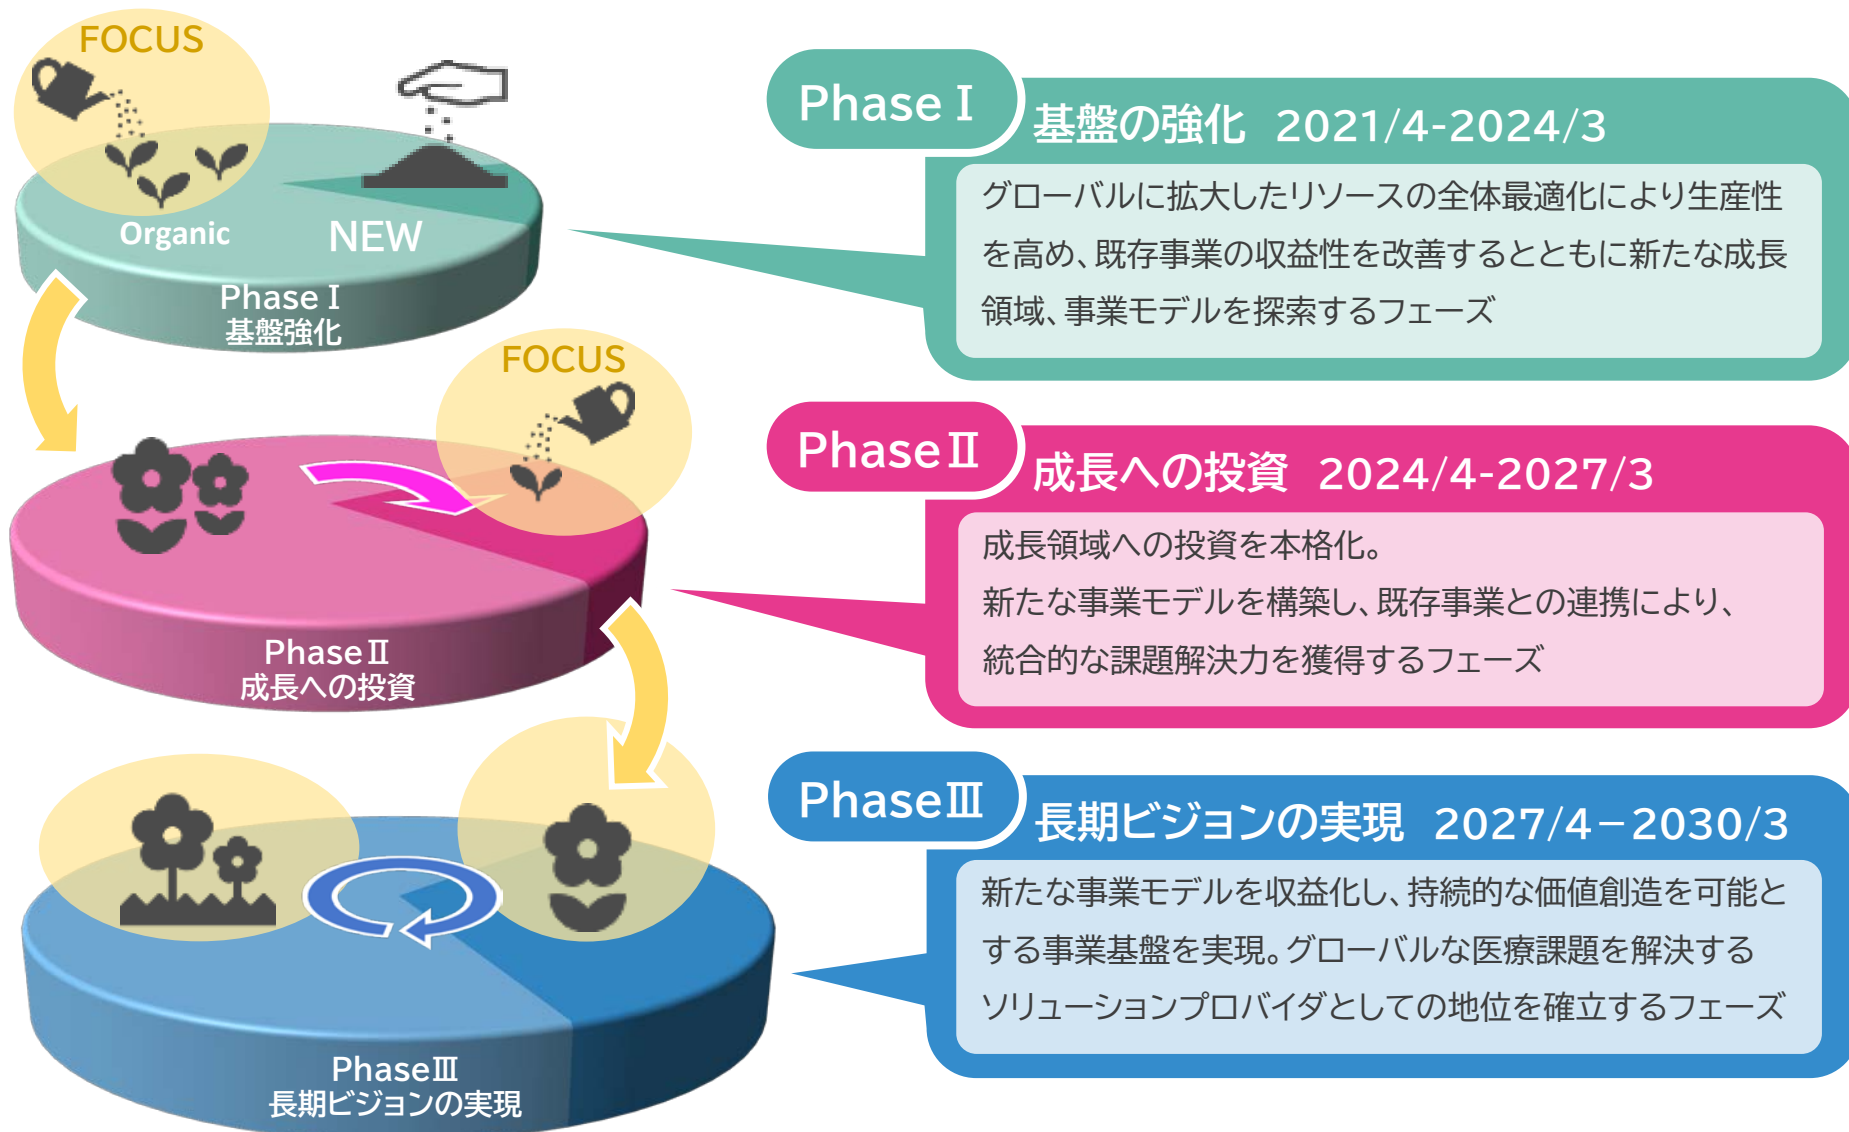 FOCUS
Organic
NEW
Phase Ⅰ
基盤強化
FOCUS
Phase Ⅱ
成長への投資
PhaseⅢ
長期ビジョンの実現
Phase Ⅰ
基盤の強化 2021/4-2024/3
グローバルに拡大したリソースの全体最適化により生産性
を高め、既存事業の収益性を改善するとともに新たな成長
領域、事業モデルを探索するフェーズ
Phase Ⅱ
成長への投資 2024/4-2027/3
成長領域への投資を本格化。
新たな事業モデルを構築し、既存事業との連携により、
統合的な課題解決力を獲得するフェーズ
PhaseⅢ
長期ビジョンの実現 2027/4－2030/3
新たな事業モデルを収益化し、持続的な価値創造を可能と
する事業基盤を実現。グローバルな医療課題を解決する
ソリューションプロバイダとしての地位を確立するフェーズ